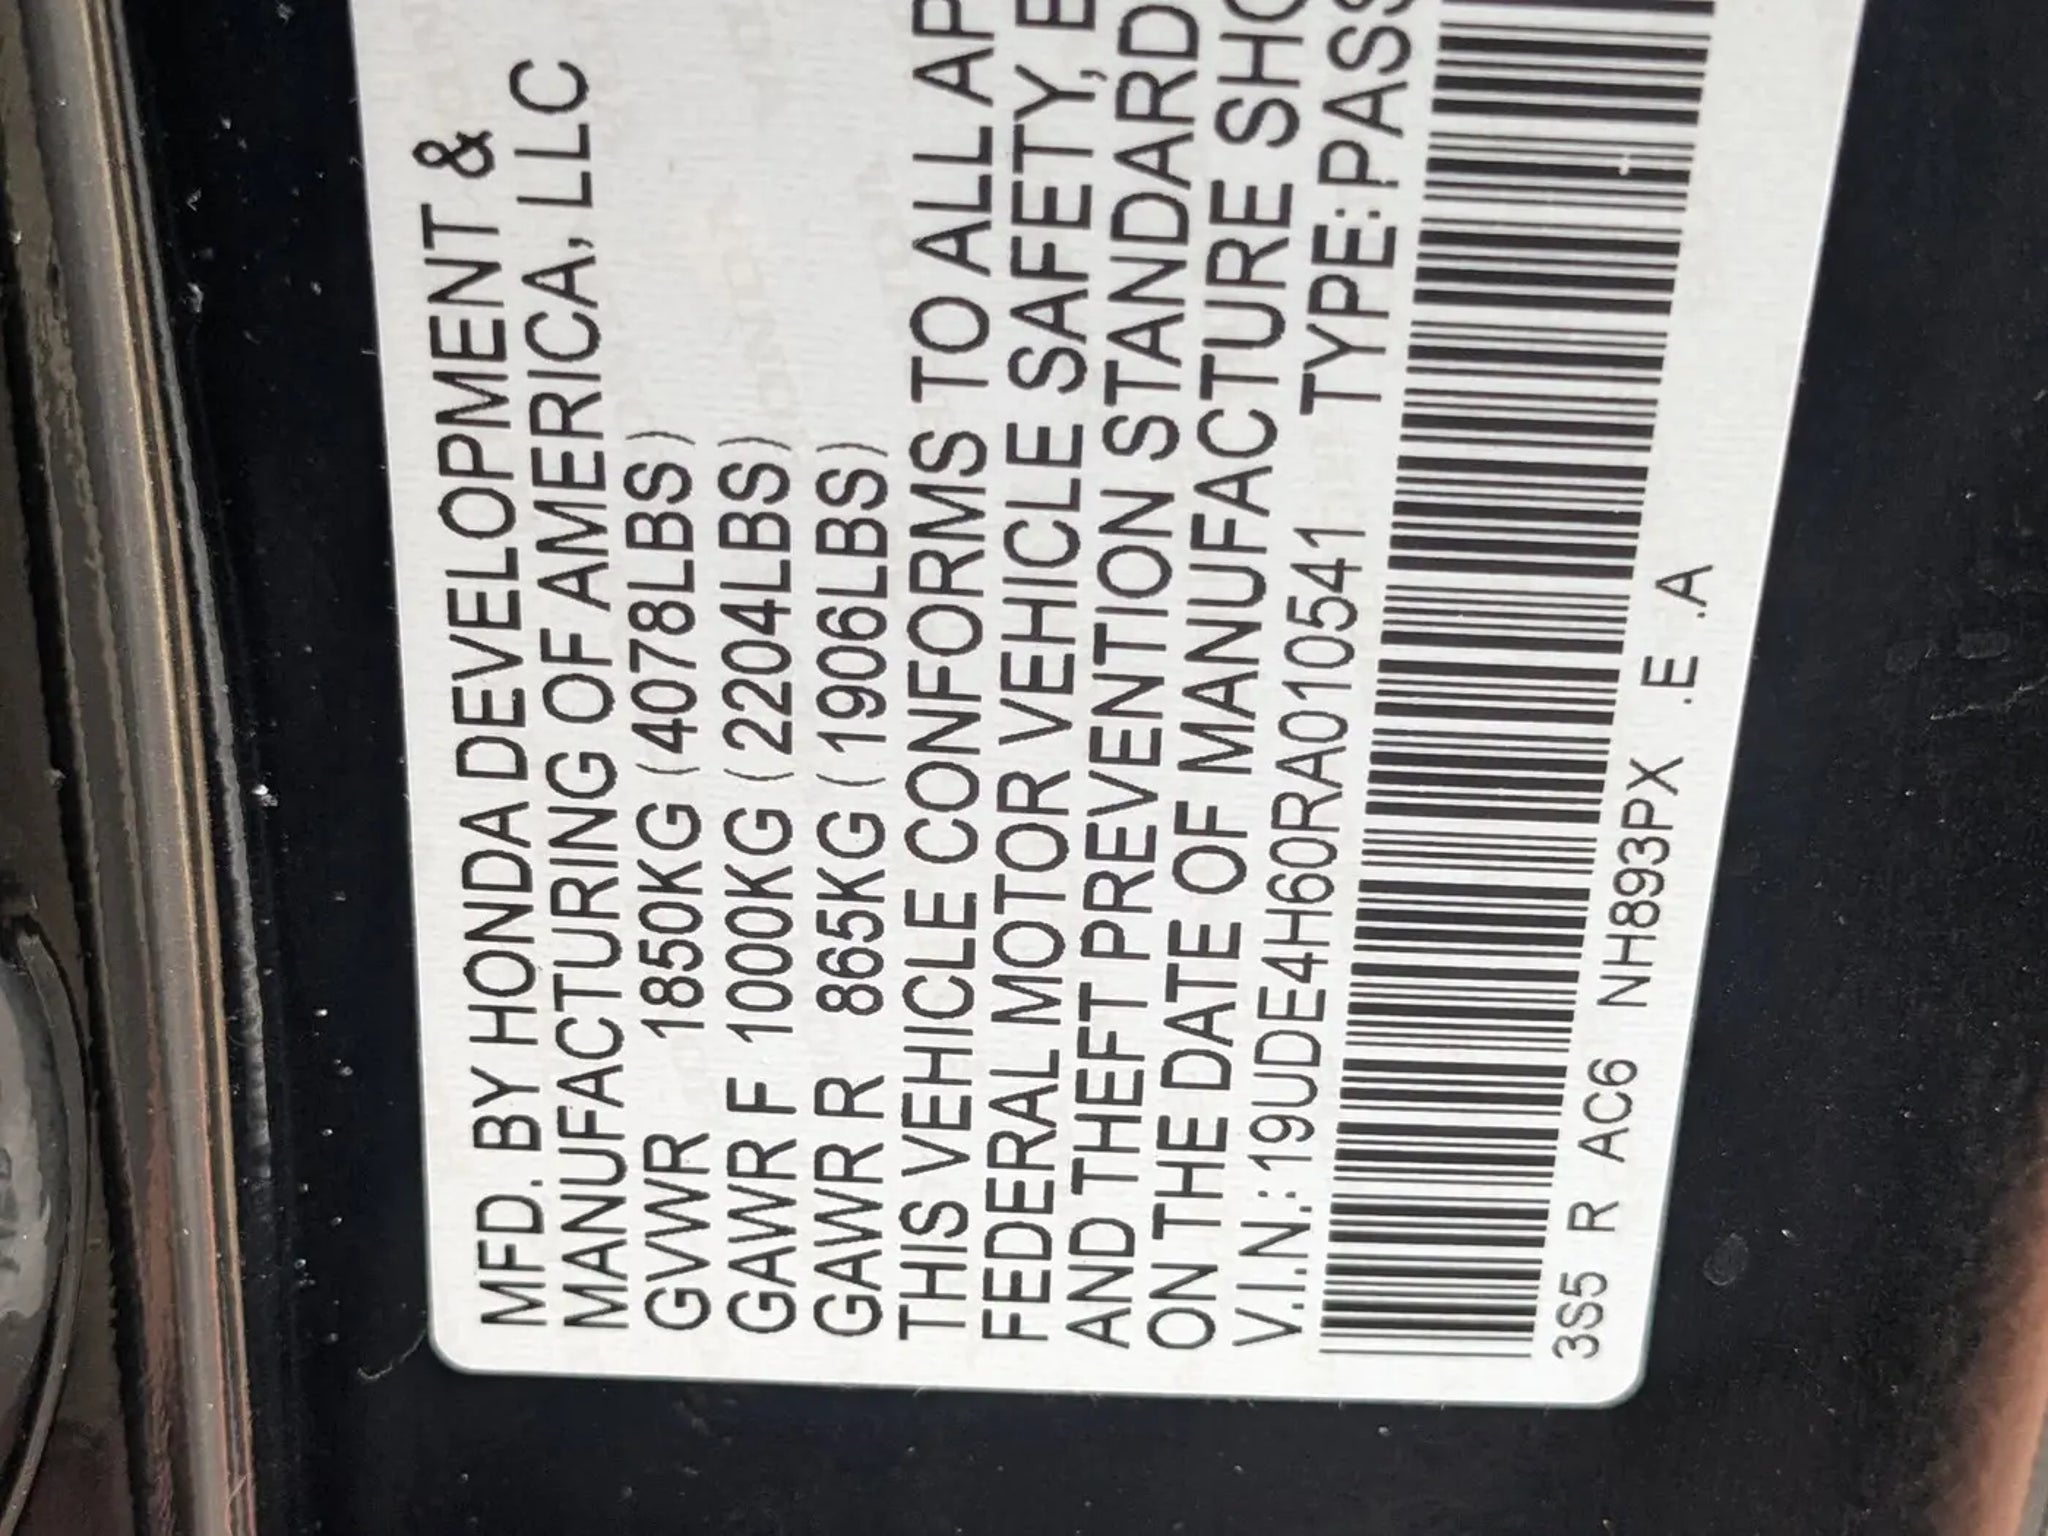 MFD. BY HONDA DEVELOPMENT &
MANUFACTURING OF AMERICA, LLC
GVWR 1850KG (4078LBS)
GAWR F 1000KG (2204LBS)
GAWR R 865KG (1906LBS)
THIS VEHICLE CONFORMS TO ALL AP
FEDERAL MOTOR VEHICLE SAFETY, B
AND THEFT PREVENTION STANDARD
ON THE DATE OF MANUFACTURE SHO
V.I.N.: 19UDE4H60RA010541 TYPE: PASS
3S5 R AC6 NH893PX .E .A